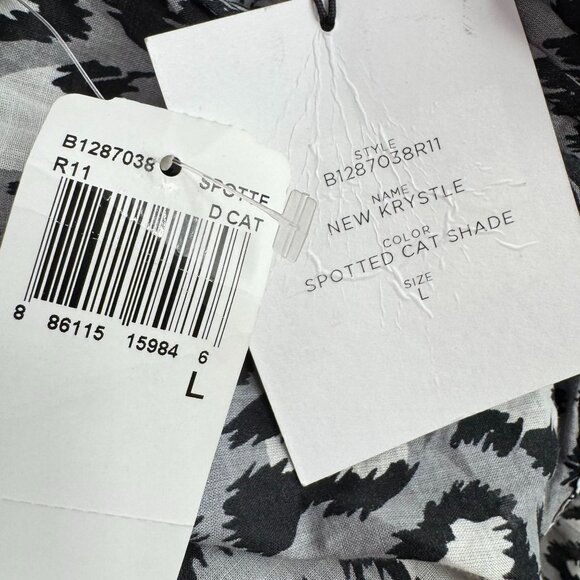 B1287038
R11
SPOTTE
D CAT
8 86115 15984 6
L
STYLE
B1287038R11
NAME
NEW KRYSTLE
COLOR
SPOTTED CAT SHADE
SIZE
L